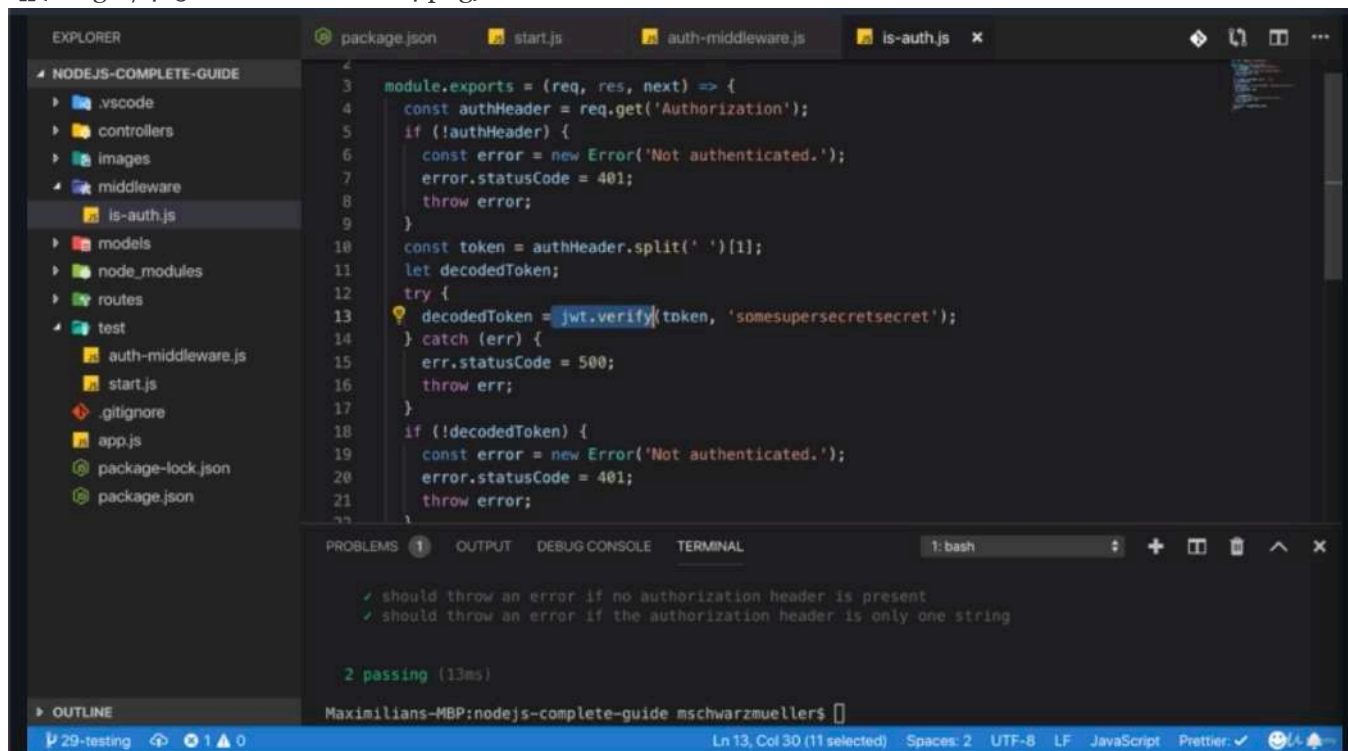 EXPLORER
package.json
start.js
auth-middleware.js
is-auth.js
NODEJS-COMPLETE-GUIDE
.vscode
controllers
images
middleware
is-auth.js
models
node_modules
routes
test
auth-middleware.js
start.js
.gitignore
app.js
package-lock.json
package.json
2
3 module.exports = (req, res, next) => {
4 const authHeader = req.get('Authorization');
5 if (!authHeader) {
6 const error = new Error('Not authenticated.');
7 error.statusCode = 401;
8 throw error;
9 }
10 const token = authHeader.split(' ')[1];
11 let decodedToken;
12 try {
13 decodedToken = jwt.verify(token, 'somesupersecretsecret');
14 } catch (err) {
15 err.statusCode = 500;
16 throw err;
17 }
18 if (!decodedToken) {
19 const error = new Error('Not authenticated.');
20 error.statusCode = 401;
21 throw error;
22 }
PROBLEMS 1 OUTPUT DEBUG CONSOLE TERMINAL 1: bash
✓ should throw an error if no authorization header is present
✓ should throw an error if the authorization header is only one string
2 passing (13ms)
Maximilians-MBP:nodejs-complete-guide mschwarzmueller$
OUTLINE
29-testing 1 0 Ln 13, Col 30 (11 selected) Spaces: 2 UTF-8 LF JavaScript Prettier: ✓